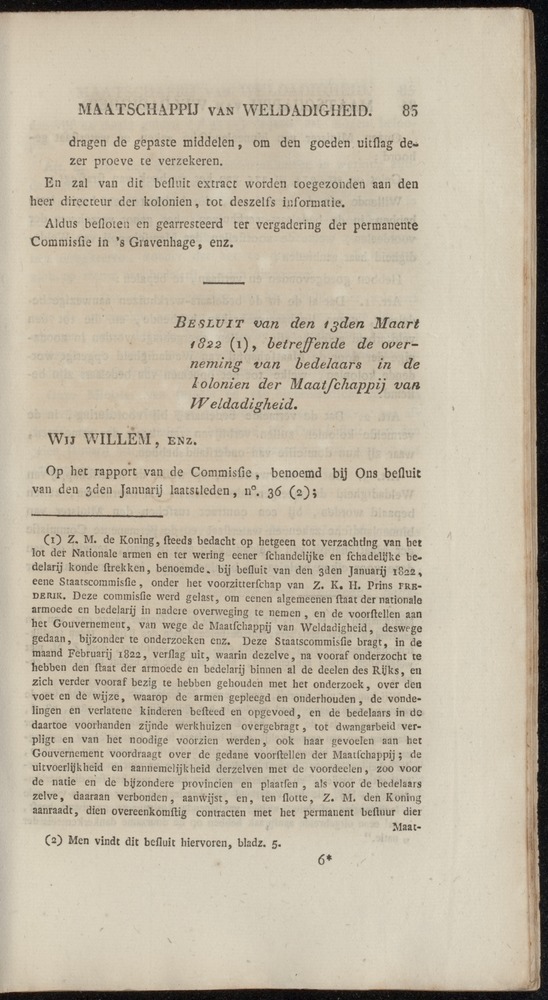 MAATSCHAPPIJ VAN WELDADIGHEID. 85
dragen de gepaste middelen, om den goeden uitſlag de-
zer proeve te verzekeren.
En zal van dit beſluit extract worden toegezonden aan den
heer directeur der kolonien, tot deszelfs informatie.
Aldus beſloten en gearresteerd ter vergadering der permanente
Commisſie in 's Gravenhage, enz.
BESLUIT van den 13den Maart
1822 (1), betreffende de over-
neming van bedelaars in de
lolonien der Maatſchappij van
Weldadigheid.
WIJ WILLEM, ENZ.
Op het rapport van de Commisſie, benoemd bij Ons beſluit
van den 3den Januarij laatstleden, n°. 36 (2);
(1) Z. M. de Koning, ſteeds bedacht op hetgeen tot verzachting van het
lot der Nationale armen en ter wering eener ſchandelijke en ſchadelijke be-
delarij konde ſtrekken, benoemde, bij beſluit van den 3den Januarij 1822,
eene Staatscommisſie, onder het voorzitterſchap van Z. K. H. Prins FRE-
DERIK. Deze commisſie werd gelast, om eenen algemeenen ſtaat der nationale
armoede en bedelarij in nadere overweging te nemen, en de voorſtellen aan
het Gouvernement, van wege de Maatſchappij van Weldadigheid, deswege
gedaan, bijzonder te onderzoeken enz. Deze Staatscommisſie bragt, in de
maand Februarij 1822, verſlag uit, waarin dezelve, na vooraf onderzocht te
hebben den ſtaat der armoede en bedelarij binnen al de deelen des Rijks, en
zich verder vooraf bezig te hebben gehouden met het onderzoek, over den
voet en de wijze, waarop de armen gepleegd en onderhouden, de vonde-
lingen en verlatene kinderen beſteed en opgevoed, en de bedelaars in de
daartoe voorhanden zijnde werkhuizen overgebragt, tot dwangarbeid ver-
pligt en van het noodige voorzien werden, ook haar gevoelen aan het
Gouvernement voordraagt over de gedane voorſtellen der Maatſchappij; de
uitvoerlijkheid en aannemelijkheid derzelven met de voordeelen, zoo voor
de natie en de bijzondere provincien en plaatſen, als voor de bedelaars
zelve, daaraan verbonden, aanwijst, en, ten ſlotte, Z. M. den Koning
aanraadt, dien overeenkomſtig contracten met het permanent beſtuur dier
Maat-
(2) Men vindt dit beſluit hiervoren, bladz. 5.
6*